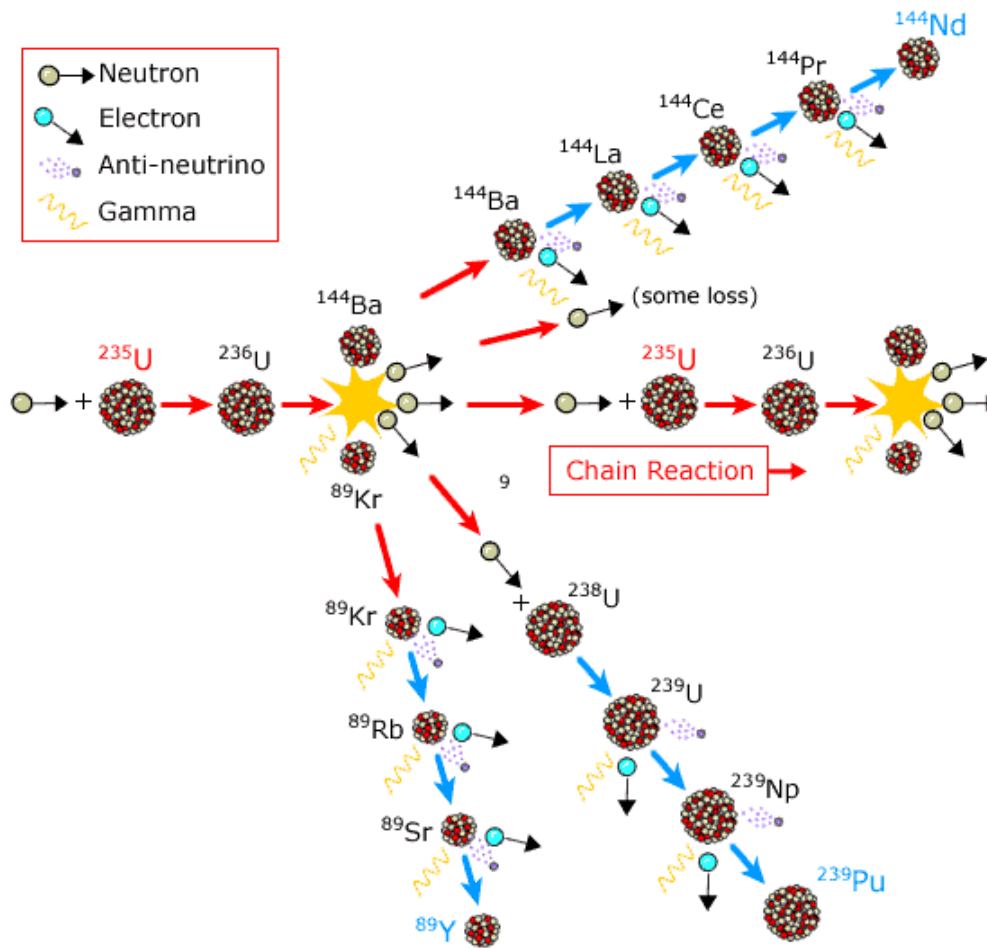 Neutron
Electron
Anti-neutrino
Gamma
¹⁴⁴Nd
¹⁴⁴Pr
¹⁴⁴Ce
¹⁴⁴La
¹⁴⁴Ba
(some loss)
¹⁴⁴Ba
+ ²³⁵U ²³⁶U
+ ²³⁵U ²³⁶U
Chain Reaction
⁸⁹Kr
9
⁸⁹Kr
+ ²³⁸U
⁸⁹Rb
²³⁹U
⁸⁹Sr
²³⁹Np
⁸⁹Y
²³⁹Pu